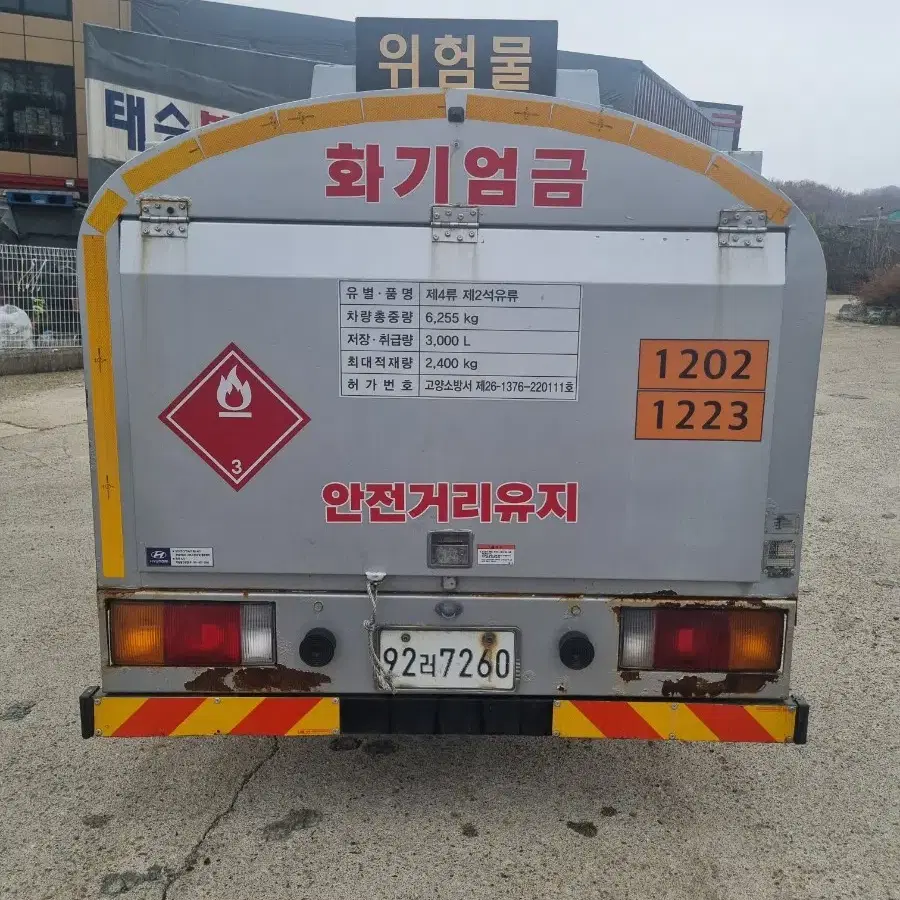 위험물
태승
화기엄금
유별·품명 제4류 제2석유류
차량총중량 6,255 kg
저장·취급량 3,000 L
최대적재량 2,400 kg
허가번호 고양소방서 제26-1376-220111호
1202
1223
3
안전거리유지
92러7260